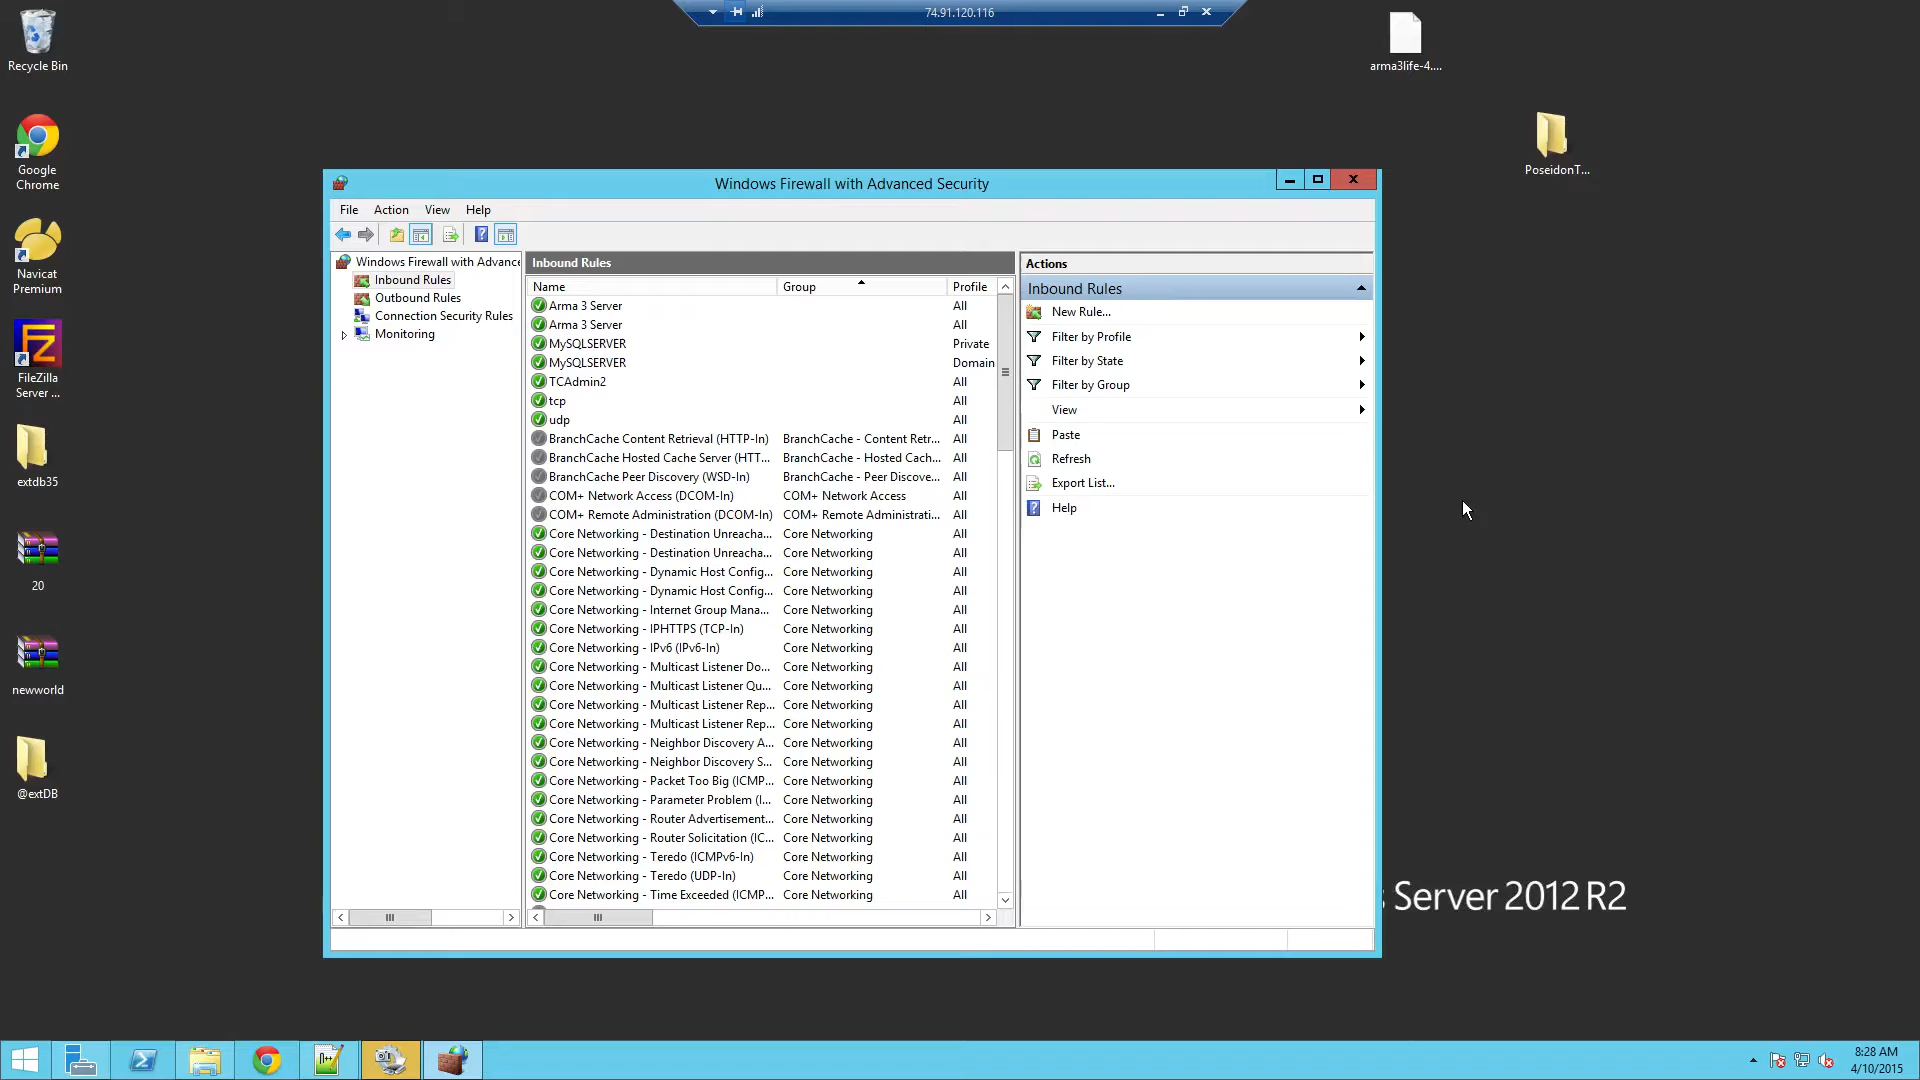 74.91.120.116
Recycle Bin
arma3life-4....
Google
Chrome
PoseidonT...
Navicat
Premium
FileZilla
Server ...
extdb35
20
newworld
@extDB
Windows Firewall with Advanced Security
File Action View Help
Windows Firewall with Advance
Inbound Rules
Outbound Rules
Connection Security Rules
Monitoring
Inbound Rules
Name Group Profile
Arma 3 Server All
Arma 3 Server All
MySQLSERVER Private
MySQLSERVER Domain
TCAdmin2 All
tcp All
udp All
BranchCache Content Retrieval (HTTP-In) BranchCache - Content Retr... All
BranchCache Hosted Cache Server (HTT... BranchCache - Hosted Cach... All
BranchCache Peer Discovery (WSD-In) BranchCache - Peer Discove... All
COM+ Network Access (DCOM-In) COM+ Network Access All
COM+ Remote Administration (DCOM-In) COM+ Remote Administrati... All
Core Networking - Destination Unreacha... Core Networking All
Core Networking - Destination Unreacha... Core Networking All
Core Networking - Dynamic Host Config... Core Networking All
Core Networking - Dynamic Host Config... Core Networking All
Core Networking - Internet Group Mana... Core Networking All
Core Networking - IPHTTPS (TCP-In) Core Networking All
Core Networking - IPv6 (IPv6-In) Core Networking All
Core Networking - Multicast Listener Do... Core Networking All
Core Networking - Multicast Listener Qu... Core Networking All
Core Networking - Multicast Listener Rep... Core Networking All
Core Networking - Multicast Listener Rep... Core Networking All
Core Networking - Neighbor Discovery A... Core Networking All
Core Networking - Neighbor Discovery S... Core Networking All
Core Networking - Packet Too Big (ICMP... Core Networking All
Core Networking - Parameter Problem (I... Core Networking All
Core Networking - Router Advertisement... Core Networking All
Core Networking - Router Solicitation (IC... Core Networking All
Core Networking - Teredo (ICMPv6-In) Core Networking All
Core Networking - Teredo (UDP-In) Core Networking All
Core Networking - Time Exceeded (ICMP... Core Networking All
Actions
Inbound Rules
New Rule...
Filter by Profile
Filter by State
Filter by Group
View
Paste
Refresh
Export List...
Help
Server 2012 R2
8:28 AM
4/10/2015